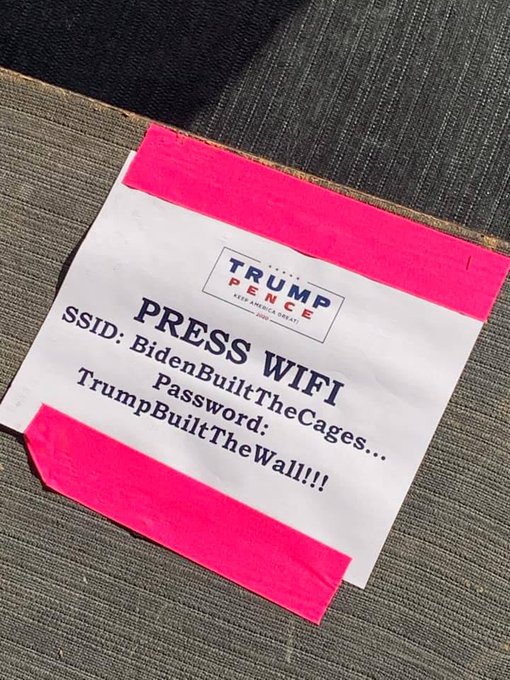 TRUMP
PENCE
KEEP AMERICA GREAT!
2020
PRESS WIFI
SSID: BidenBuiltTheCages...
Password:
TrumpBuiltTheWall!!!